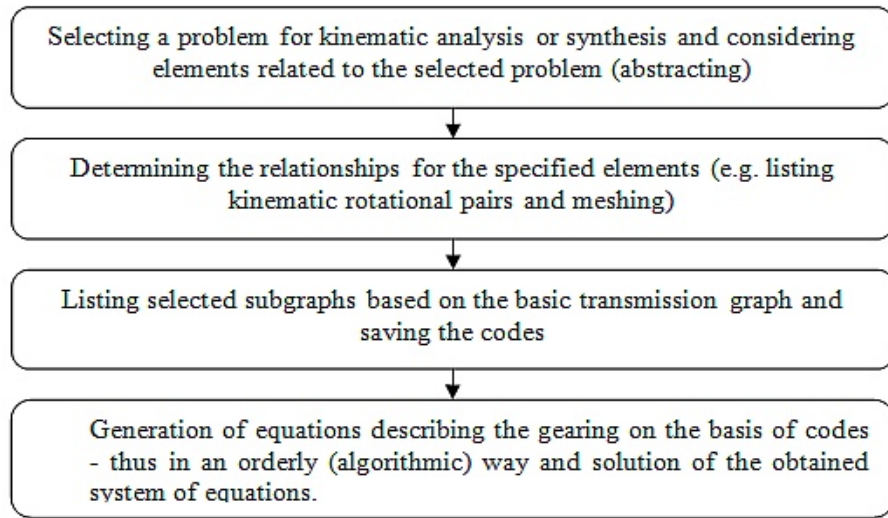 Selecting a problem for kinematic analysis or synthesis and considering
elements related to the selected problem (abstracting)
Determining the relationships for the specified elements (e.g. listing
kinematic rotational pairs and meshing)
Listing selected subgraphs based on the basic transmission graph and
saving the codes
Generation of equations describing the gearing on the basis of codes
- thus in an orderly (algorithmic) way and solution of the obtained
system of equations.